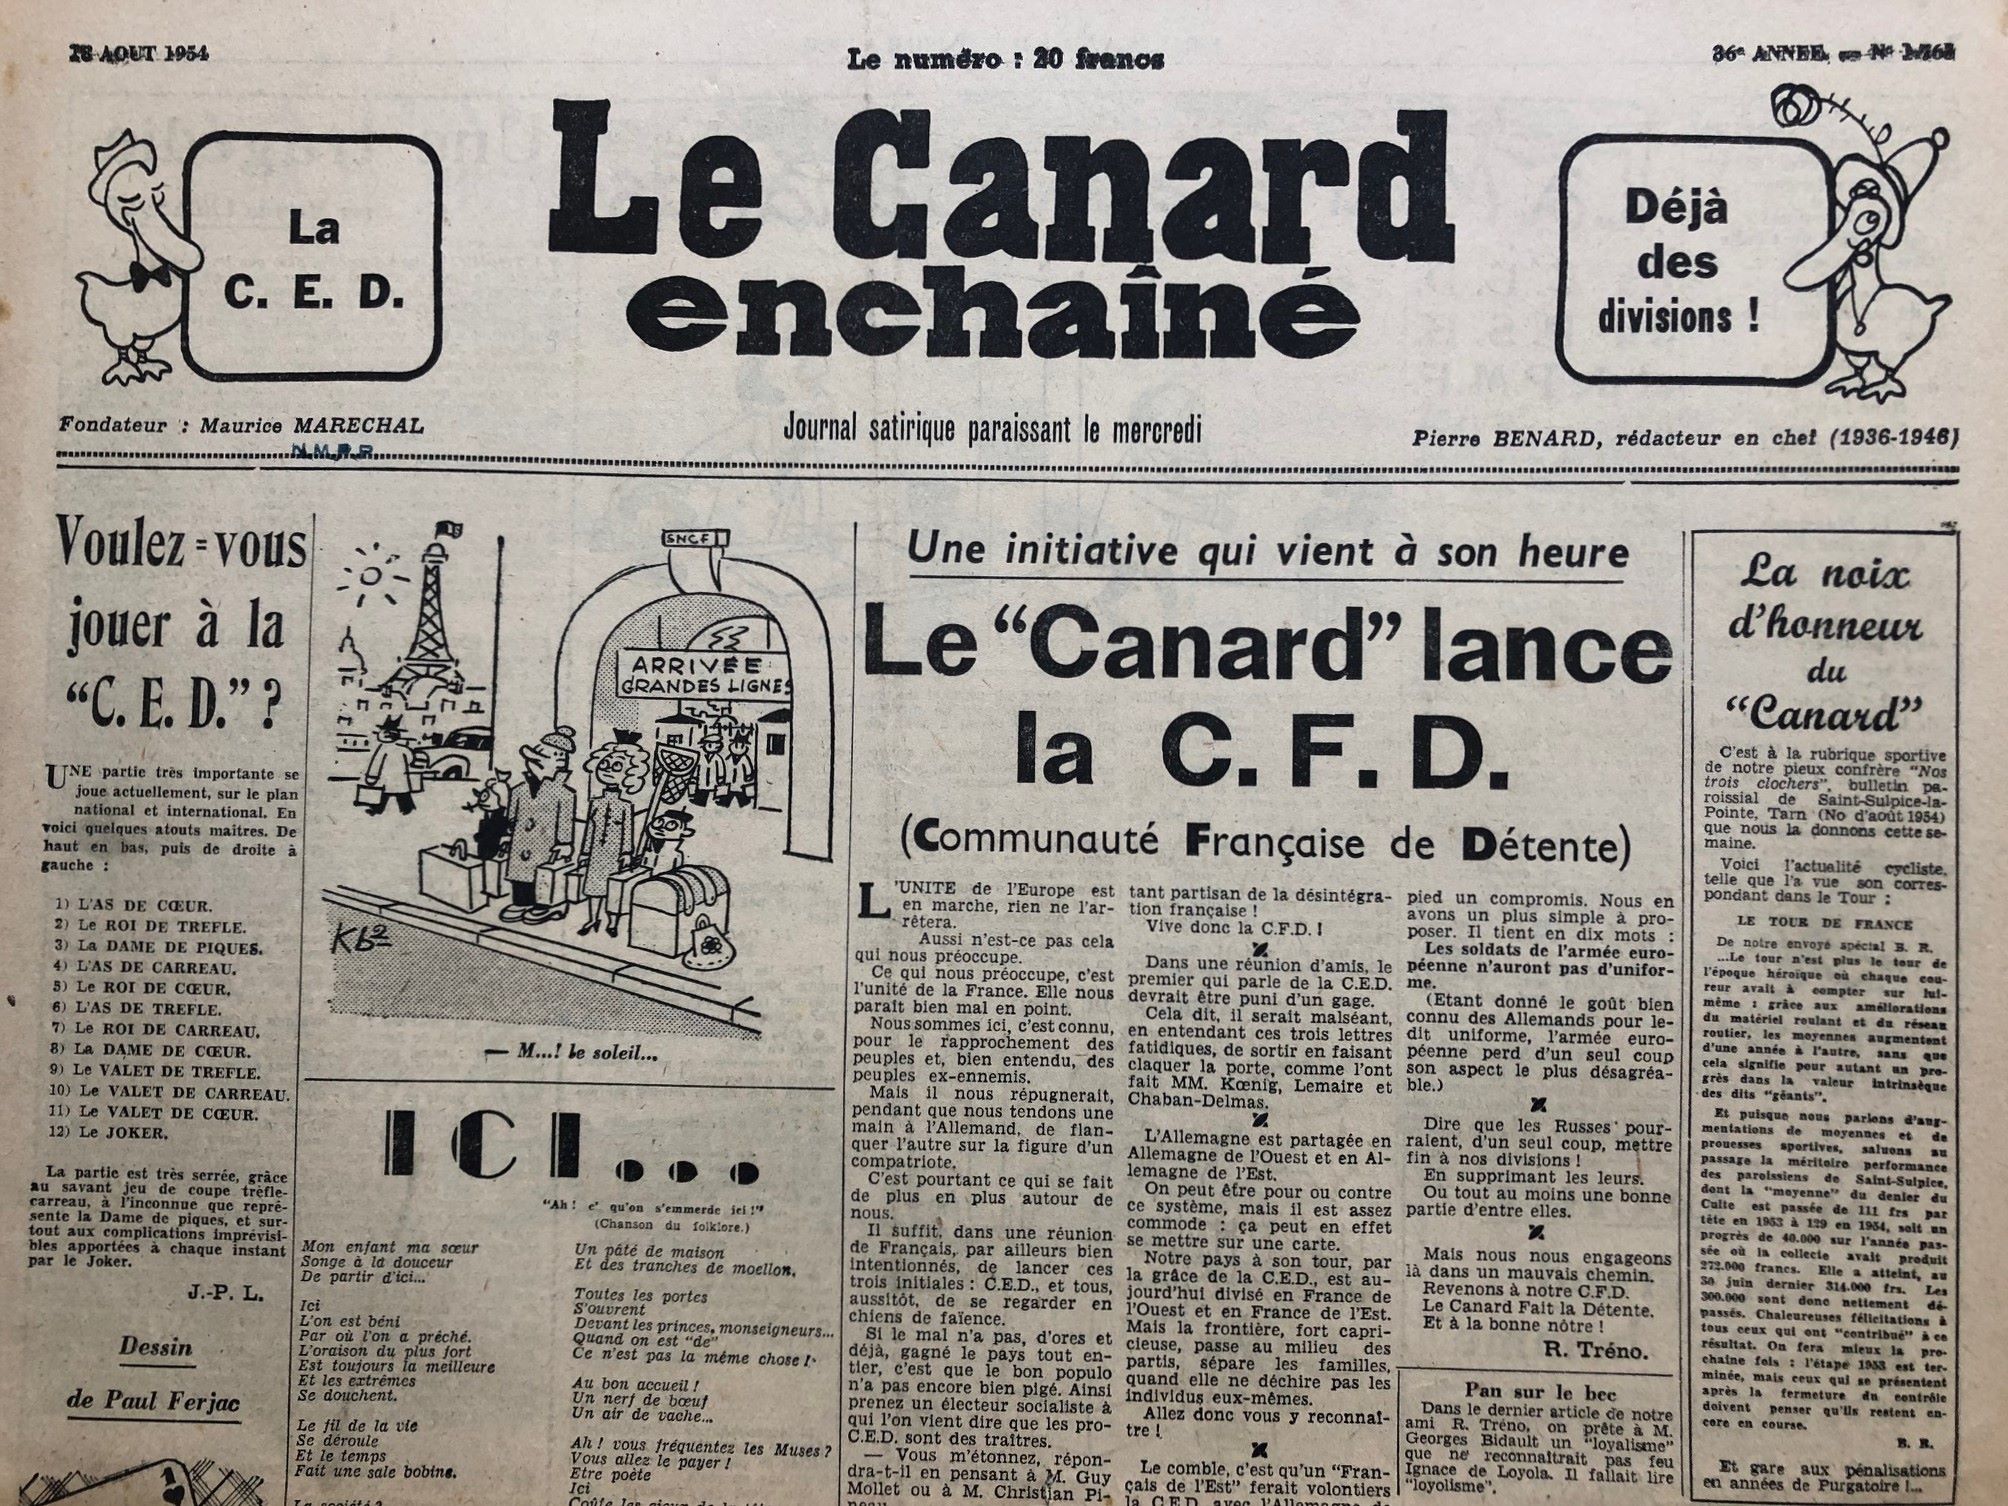 AOUT 1954
Le numéro : 20 francs
36e ANNEE. — No
La
C. E. D.
Le Canard
enchaîné
Déjà
des
divisions !
Fondateur : Maurice MARECHAL
N.M.P.P.
Journal satirique paraissant le mercredi
Pierre BENARD, rédacteur en chef (1936-1946)
Voulez-vous
jouer à la
“C. E. D.” ?
UNE partie très importante se
joue actuellement, sur le plan
national et international. En
voici quelques atouts maîtres. De
haut en bas, puis de droite à
gauche :
1) L'AS DE CŒUR.
2) Le ROI DE TREFLE.
3) La DAME DE PIQUES.
4) L'AS DE CARREAU.
5) Le ROI DE CŒUR.
6) L'AS DE TREFLE.
7) Le ROI DE CARREAU.
8) La DAME DE CŒUR.
9) Le VALET DE TREFLE.
10) Le VALET DE CARREAU.
11) Le VALET DE CŒUR.
12) Le JOKER.
La partie est très serrée, grâce
au savant jeu de coupe trèfle-
carreau, à l'inconnue que repré-
sente la Dame de piques, et sur-
tout aux complications imprévisi-
bles apportées à chaque instant
par le Joker.
J.-P. L.
Dessin
de Paul Ferjac
SNCF
ARRIVÉE
GRANDES LIGNES
Kb2
— M...! le soleil...
ICI...
“Ah ! c' qu'on s'emmerde ici !”
(Chanson du folklore.)
Mon enfant ma sœur
Songe à la douceur
De partir d'ici...
Ici
L'on est béni
Par où l'on a prêché.
L'oraison du plus fort
Est toujours la meilleure
Et les extrêmes
Se douchent.
Le fil de la vie
Se déroule
Et le temps
Fait une sale bobine.
La société ?
Un pâté de maison
Et des tranches de moellon.
Toutes les portes
S'ouvrent
Devant les princes, monseigneurs...
Quand on est “de”
Ce n'est pas la même chose !
Au bon accueil !
Un nerf de bœuf
Un air de vache...
Ah ! vous fréquentez les Muses ?
Vous allez le payer !
Etre poète
Ici
Une initiative qui vient à son heure
Le “Canard” lance
la C. F. D.
(Communauté Française de Détente)
L'UNITE de l'Europe est
en marche, rien ne l'ar-
rêtera.
Aussi n'est-ce pas cela
qui nous préoccupe.
Ce qui nous préoccupe, c'est
l'unité de la France. Elle nous
paraît bien mal en point.
Nous sommes ici, c'est connu,
pour le rapprochement des
peuples et, bien entendu, des
peuples ex-ennemis.
Mais il nous répugnerait,
pendant que nous tendons une
main à l'Allemand, de flan-
quer l'autre sur la figure d'un
compatriote.
C'est pourtant ce qui se fait
de plus en plus autour de
nous.
Il suffit, dans une réunion
de Français, par ailleurs bien
intentionnés, de lancer ces
trois initiales : C.E.D., et tous,
aussitôt, de se regarder en
chiens de faïence.
Si le mal n'a pas, d'ores et
déjà, gagné le pays tout en-
tier, c'est que le bon populo
n'a pas encore bien pigé. Ainsi
prenez un électeur socialiste à
qui l'on vient dire que les pro-
C.E.D. sont des traîtres.
— Vous m'étonnez, répon-
dra-t-il en pensant à M. Guy
Mollet ou à M. Christian Pi-
neau.
tant partisan de la désintégra-
tion française !
Vive donc la C.F.D. !
Dans une réunion d'amis, le
premier qui parle de la C.E.D.
devrait être puni d'un gage.
Cela dit, il serait malséant,
en entendant ces trois lettres
fatidiques, de sortir en faisant
claquer la porte, comme l'ont
fait MM. Kœnig, Lemaire et
Chaban-Delmas.
L'Allemagne est partagée en
Allemagne de l'Ouest et en Al-
lemagne de l'Est.
On peut être pour ou contre
ce système, mais il est assez
commode : ça peut en effet
se mettre sur une carte.
Notre pays à son tour, par
la grâce de la C.E.D., est au-
jourd'hui divisé en France de
l'Ouest et en France de l'Est.
Mais la frontière, fort capri-
cieuse, passe au milieu des
partis, sépare les familles,
quand elle ne déchire pas les
individus eux-mêmes.
Allez donc vous y reconnaî-
tre !
Le comble, c'est qu'un “Fran-
çais de l'Est” ferait volontiers
la C.E.D. avec l'Allemagne de
pied un compromis. Nous en
avons un plus simple à pro-
poser. Il tient en dix mots :
Les soldats de l'armée euro-
péenne n'auront pas d'unifor-
me.
(Etant donné le goût bien
connu des Allemands pour le-
dit uniforme, l'armée euro-
péenne perd d'un seul coup
son aspect le plus désagréa-
ble.)
Dire que les Russes pour-
raient, d'un seul coup, mettre
fin à nos divisions !
En supprimant les leurs.
Ou tout au moins une bonne
partie d'entre elles.
Mais nous nous engageons
là dans un mauvais chemin.
Revenons à notre C.F.D.
Le Canard Fait la Détente.
Et à la bonne nôtre !
R. Tréno.
Pan sur le bec
Dans le dernier article de notre
ami R. Tréno, on prête à M.
Georges Bidault un “loyalisme”
que ne reconnaîtrait pas feu
Ignace de Loyola. Il fallait lire
“loyolisme”.
La noix
d'honneur
du
“Canard”
C'est à la rubrique sportive
de notre pieux confrère “Nos
trois clochers”, bulletin pa-
roissial de Saint-Sulpice-la-
Pointe, Tarn (No d'août 1954)
que nous la donnons cette se-
maine.
Voici l'actualité cycliste,
telle que l'a vue son corres-
pondant dans le Tour :
LE TOUR DE FRANCE
De notre envoyé spécial B. R.
...Le tour n'est plus le tour de
l'époque héroïque où chaque cou-
reur avait à compter sur lui-
même : grâce aux améliorations
du matériel roulant et du réseau
routier, les moyennes augmentent
d'une année à l'autre, sans que
cela signifie pour autant un pro-
grès dans la valeur intrinsèque
des dits “géants”.
Et puisque nous parlons d'aug-
mentations de moyennes et de
prouesses sportives, saluons au
passage la méritoire performance
des paroissiens de Saint-Sulpice,
dont la “moyenne” du denier du
Culte est passée de 111 frs par
tête en 1953 à 129 en 1954, soit un
progrès de 40.000 sur l'année pas-
sée où la collecte avait produit
272.000 francs. Elle a atteint, au
30 juin dernier 314.000 frs. Les
300.000 sont donc nettement dé-
passés. Chaleureuses félicitations à
tous ceux qui ont “contribué” à ce
résultat. On fera mieux la pro-
chaine fois : l'étape 1953 est ter-
minée, mais ceux qui se présentent
après la fermeture du contrôle
doivent penser qu'ils restent en-
core en course.
B. R.
Et gare aux pénalisations
en années de Purgatoire !...